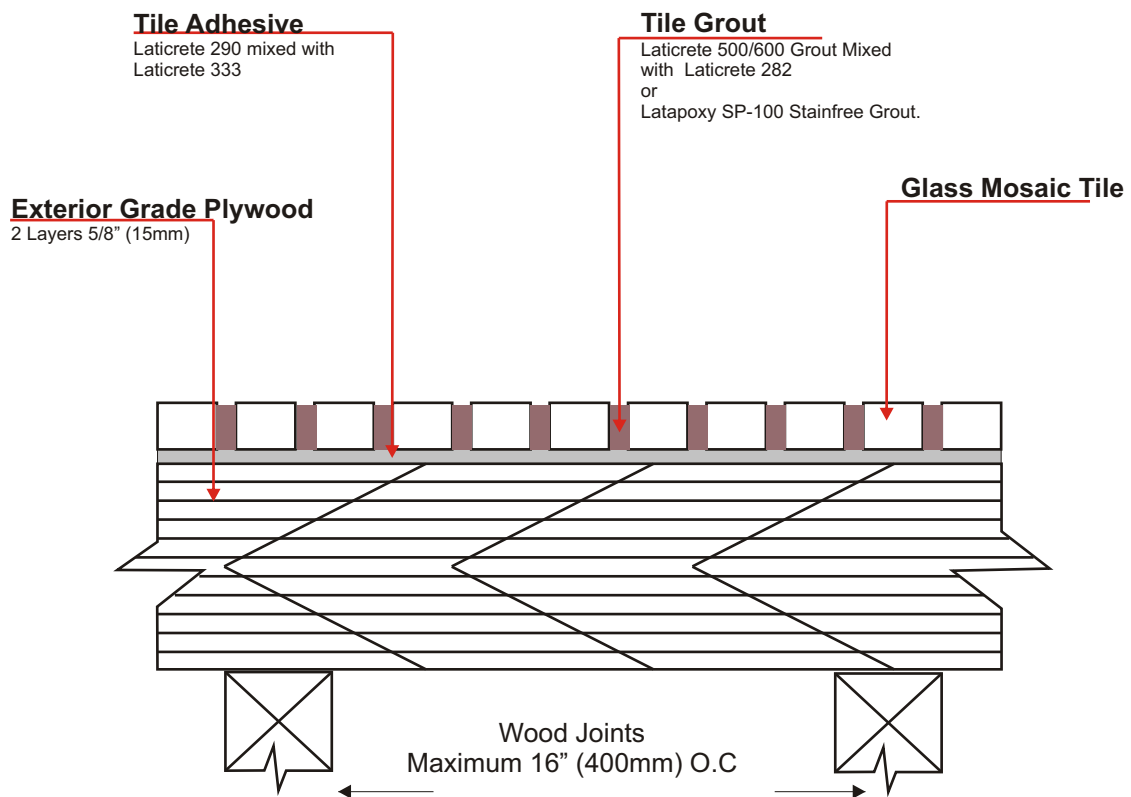 Tile Adhesive
Laticrete 290 mixed with
Laticrete 333
Tile Grout
Laticrete 500/600 Grout Mixed
with Laticrete 282
or
Latapoxy SP-100 Stainfree Grout.
Glass Mosaic Tile
Exterior Grade Plywood
2 Layers 5/8” (15mm)
Wood Joints
Maximum 16” (400mm) O.C